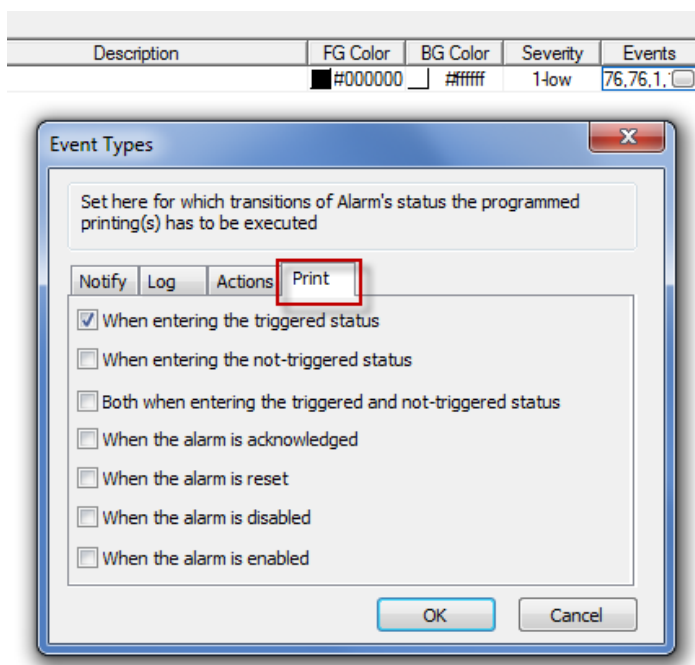 Description FG Color BG Color Severity Events
#000000 #ffffff 1-low 76,76,1,
Event Types
Set here for which transitions of Alarm's status the programmed
printing(s) has to be executed
Notify Log Actions Print
When entering the triggered status
When entering the not-triggered status
Both when entering the triggered and not-triggered status
When the alarm is acknowledged
When the alarm is reset
When the alarm is disabled
When the alarm is enabled
OK Cancel